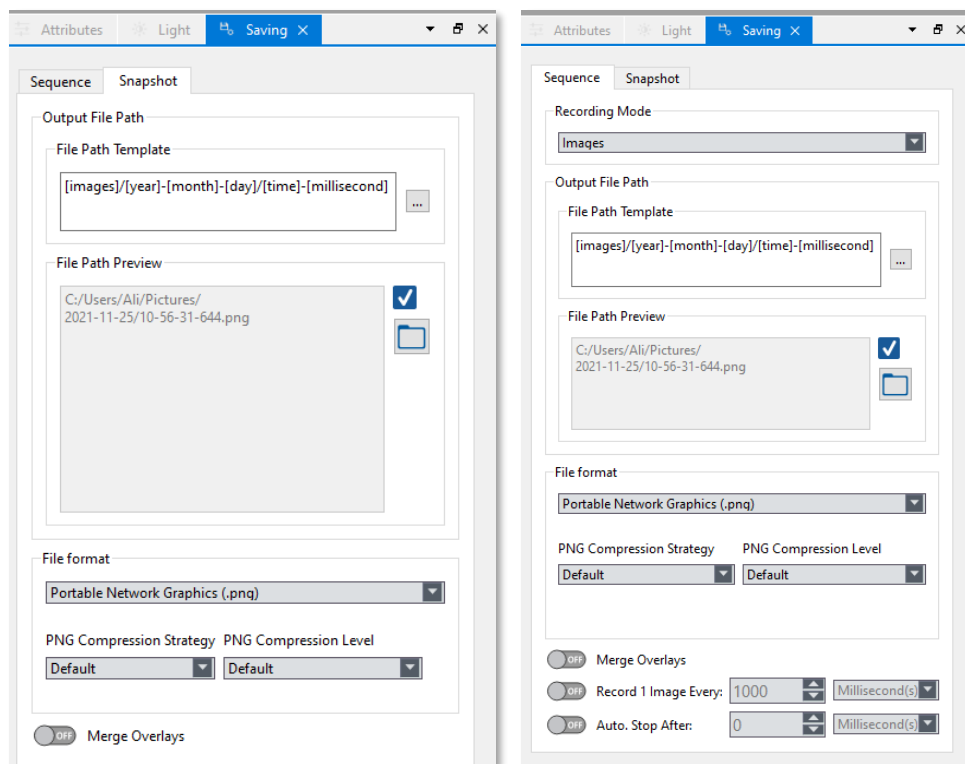 Attributes Light Saving
Sequence Snapshot
Output File Path
File Path Template
[images]/[year]-[month]-[day]/[time]-[millisecond]
...
File Path Preview
C:/Users/Ali/Pictures/
2021-11-25/10-56-31-644.png
File format
Portable Network Graphics (.png)
PNG Compression Strategy PNG Compression Level
Default Default
OFF Merge Overlays
Attributes Light Saving
Sequence Snapshot
Recording Mode
Images
Output File Path
File Path Template
[images]/[year]-[month]-[day]/[time]-[millisecond]
...
File Path Preview
C:/Users/Ali/Pictures/
2021-11-25/10-56-31-644.png
File format
Portable Network Graphics (.png)
PNG Compression Strategy PNG Compression Level
Default Default
OFF Merge Overlays
OFF Record 1 Image Every: 1000 Millisecond(s)
OFF Auto. Stop After: 0 Millisecond(s)